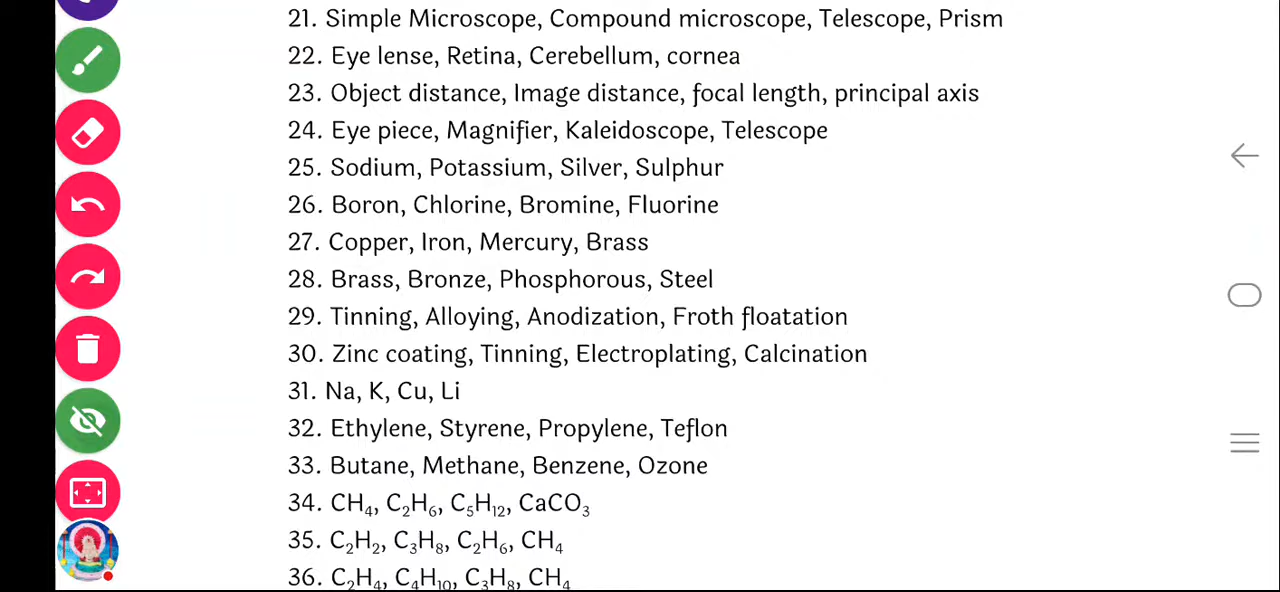 21. Simple Microscope, Compound microscope, Telescope, Prism
22. Eye lense, Retina, Cerebellum, cornea
23. Object distance, Image distance, focal length, principal axis
24. Eye piece, Magnifier, Kaleidoscope, Telescope
25. Sodium, Potassium, Silver, Sulphur
26. Boron, Chlorine, Bromine, Fluorine
27. Copper, Iron, Mercury, Brass
28. Brass, Bronze, Phosphorous, Steel
29. Tinning, Alloying, Anodization, Froth floatation
30. Zinc coating, Tinning, Electroplating, Calcination
31. Na, K, Cu, Li
32. Ethylene, Styrene, Propylene, Teflon
33. Butane, Methane, Benzene, Ozone
34. CH₄, C₂H₆, C₅H₁₂, CaCO₃
35. C₂H₂, C₃H₈, C₂H₆, CH₄
36. C₂H₄, C₄H₁₀, C₃H₈, CH₄